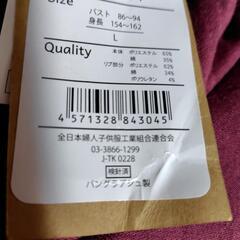 Size
バスト 86～94
身長 154～162
L
Quality
本体 ポリエステル 65%
綿 35%
リブ部分 ポリエステル 62%
綿 34%
ポリウレタン 4%
4 571328 843045
全日本婦人子供服工業組合連合会
03-3866-1299
J-TK 0228
検針済
バングラデシュ製